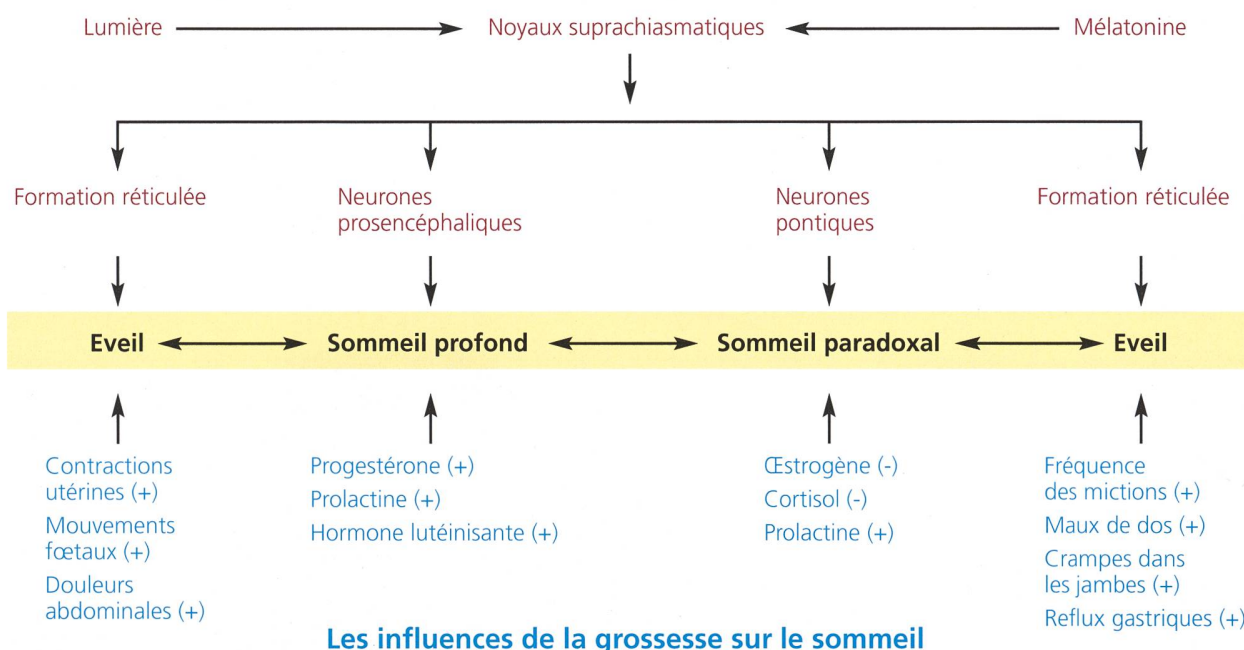 Lumière
Noyaux suprachiasmatiques
Mélatonine
Formation réticulée
Neurones
prosencéphaliques
Neurones
pontiques
Formation réticulée
Eveil
Sommeil profond
Sommeil paradoxal
Eveil
Contractions
utérines (+)
Mouvements
fœtaux (+)
Douleurs
abdominales (+)
Progestérone (+)
Prolactine (+)
Hormone lutéinisante (+)
Œstrogène (-)
Cortisol (-)
Prolactine (+)
Fréquence
des mictions (+)
Maux de dos (+)
Crampes dans
les jambes (+)
Reflux gastriques (+)
Les influences de la grossesse sur le sommeil